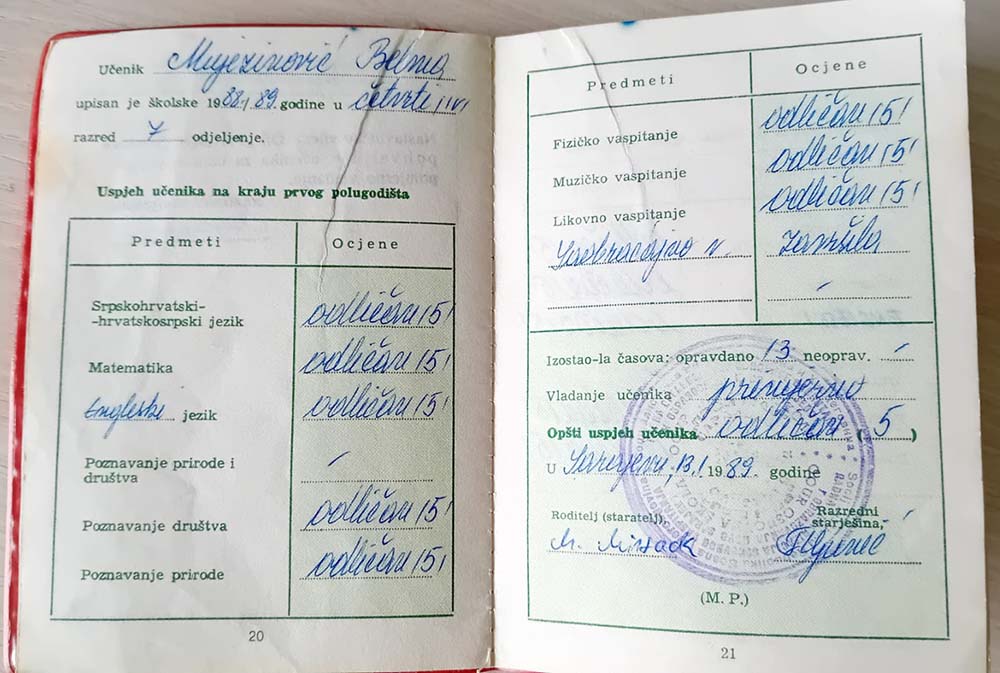 Učenik Mujezinović Belma
upisan je školske 1988/89. godine u četvrti /IV/
razred 7 odjeljenje.
Uspjeh učenika na kraju prvog polugodišta
Predmeti Ocjene
Srpskohrvatski-
-hrvatskosrpski jezik odličan /5/
Matematika odličan /5/
Engleski jezik odličan /5/
Poznavanje prirode i
društva /
Poznavanje društva odličan /5/
Poznavanje prirode odličan /5/
20
Predmeti Ocjene
Fizičko vaspitanje odličan /5/
Muzičko vaspitanje odličan /5/
Likovno vaspitanje odličan /5/
Saobraćajno v. završila
Izostao-la časova: opravdano 13 neoprav. /
Vladanje učenika primjerno
Opšti uspjeh učenika odličan (5)
U Sarajevu, 13.1. 1989. godine
Roditelj (staratelj), Razredni
starješina,
M.
(M. P.)
21